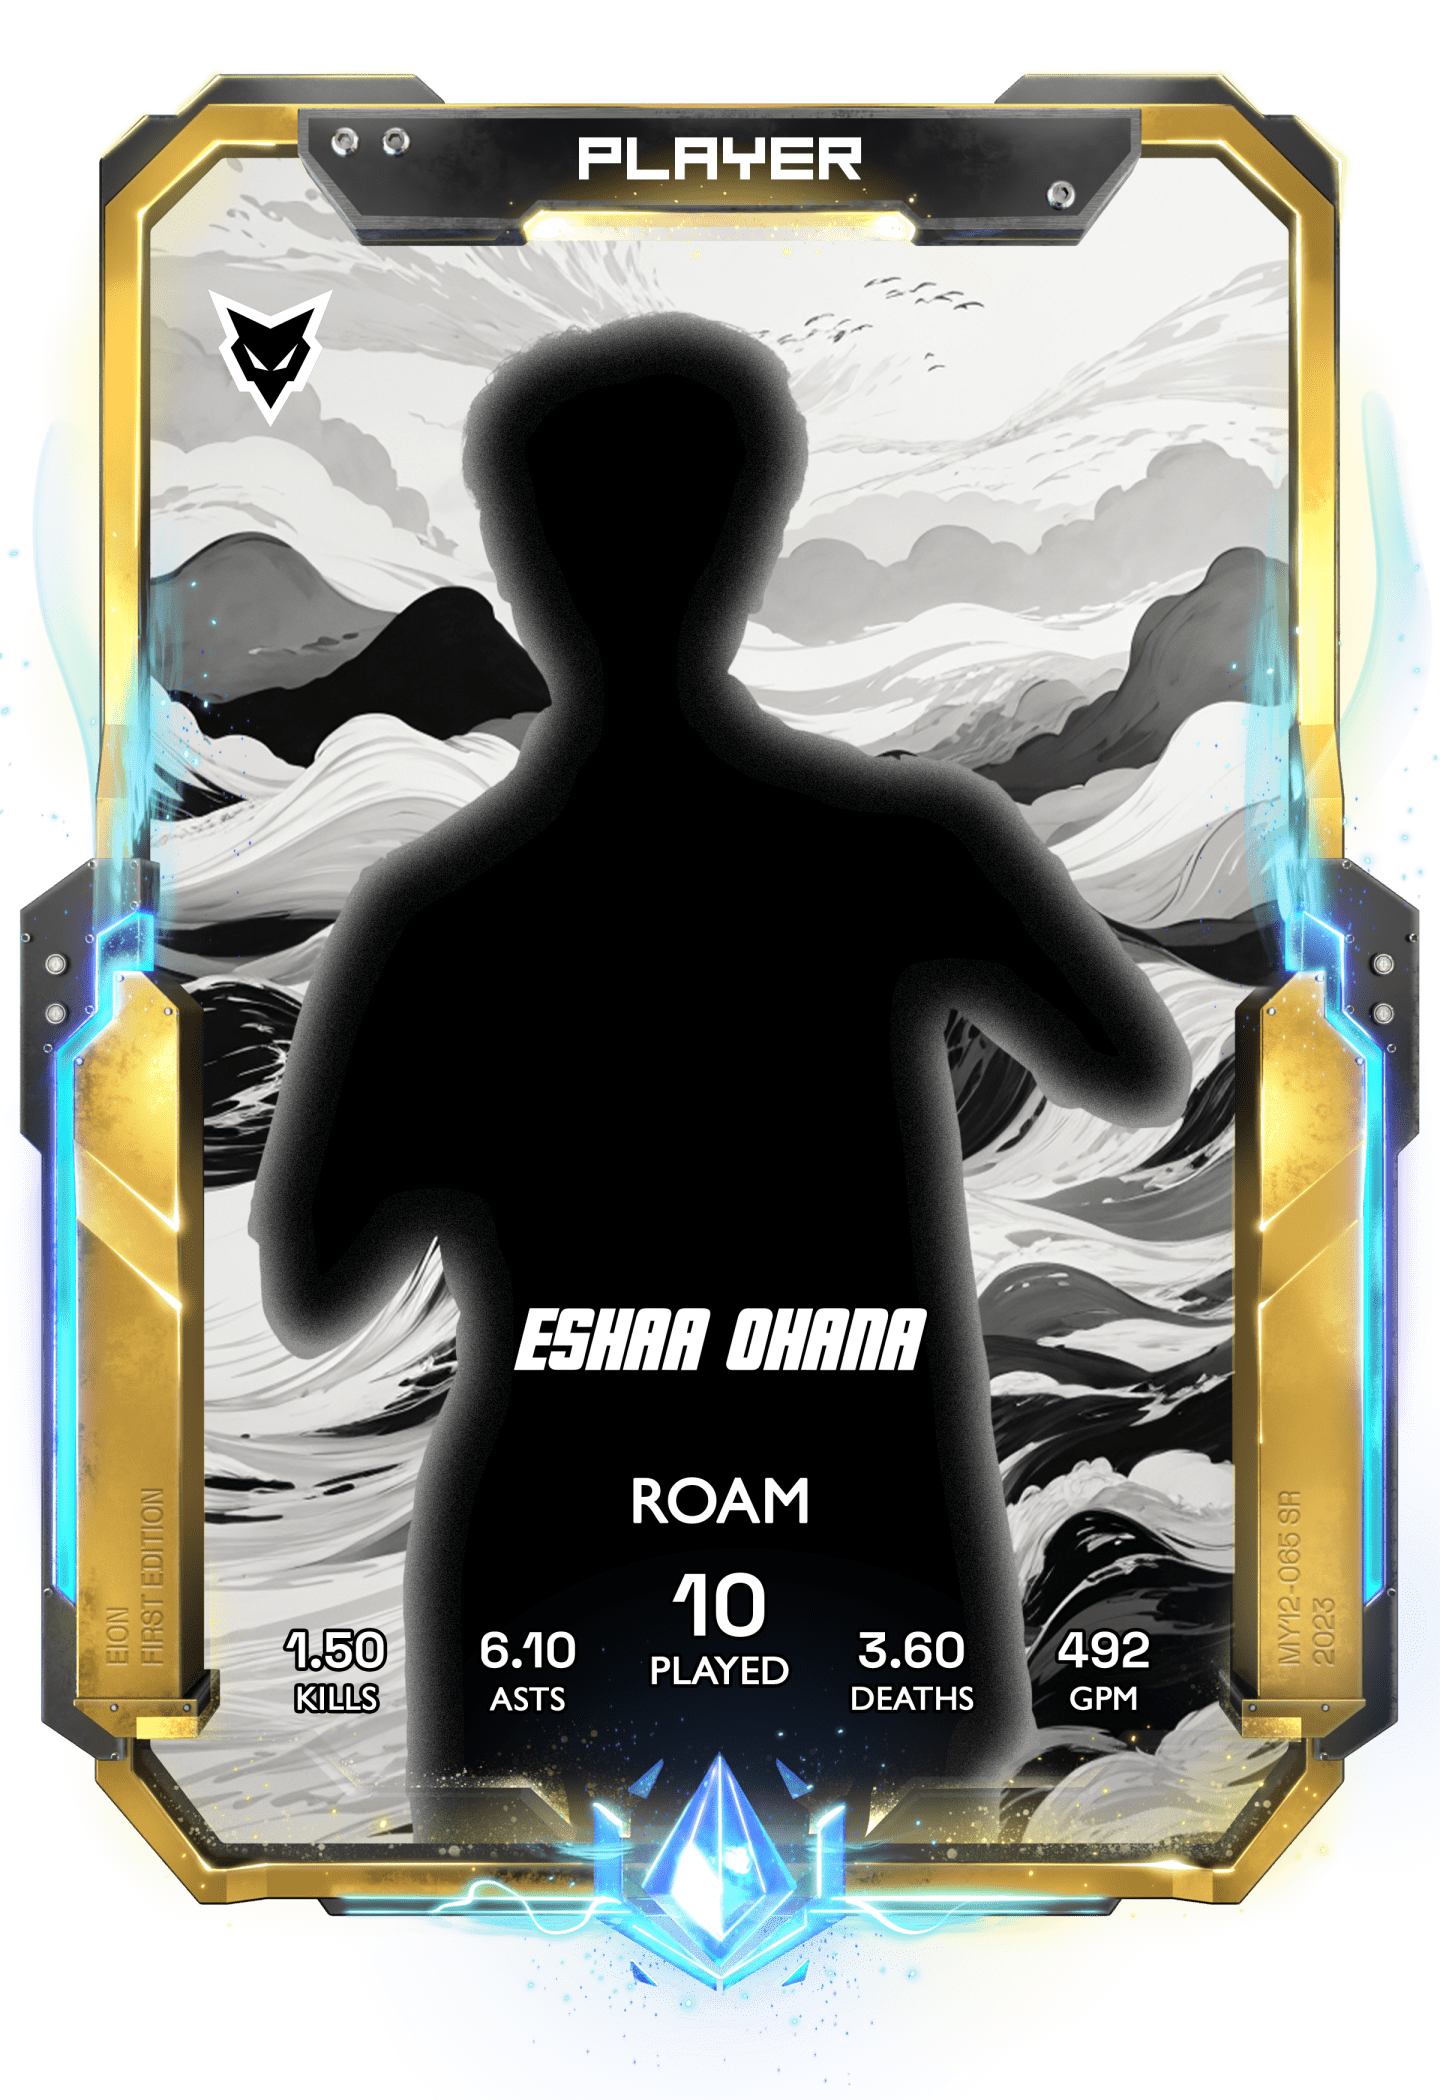 PLAYER
ESHAA OHANA
ROAM
10
PLAYED
1.50
KILLS
6.10
ASTS
3.60
DEATHS
492
GPM
EION
FIRST EDITION
MY12-065 SR
2023